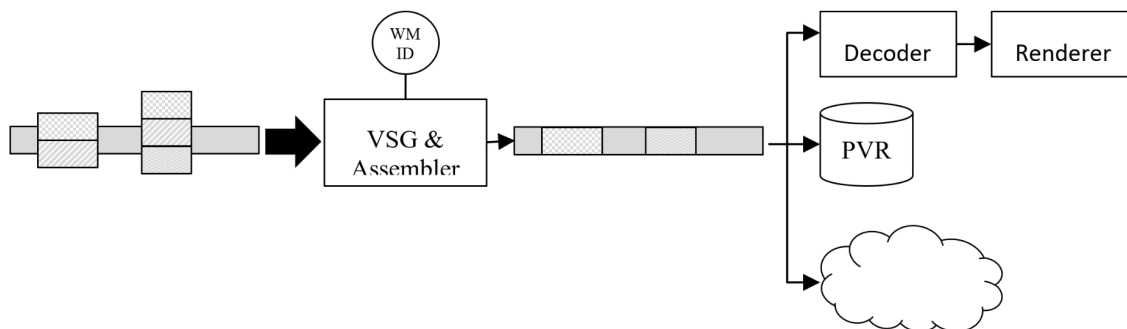 WM
ID
VSG &
Assembler
Decoder
Renderer
PVR